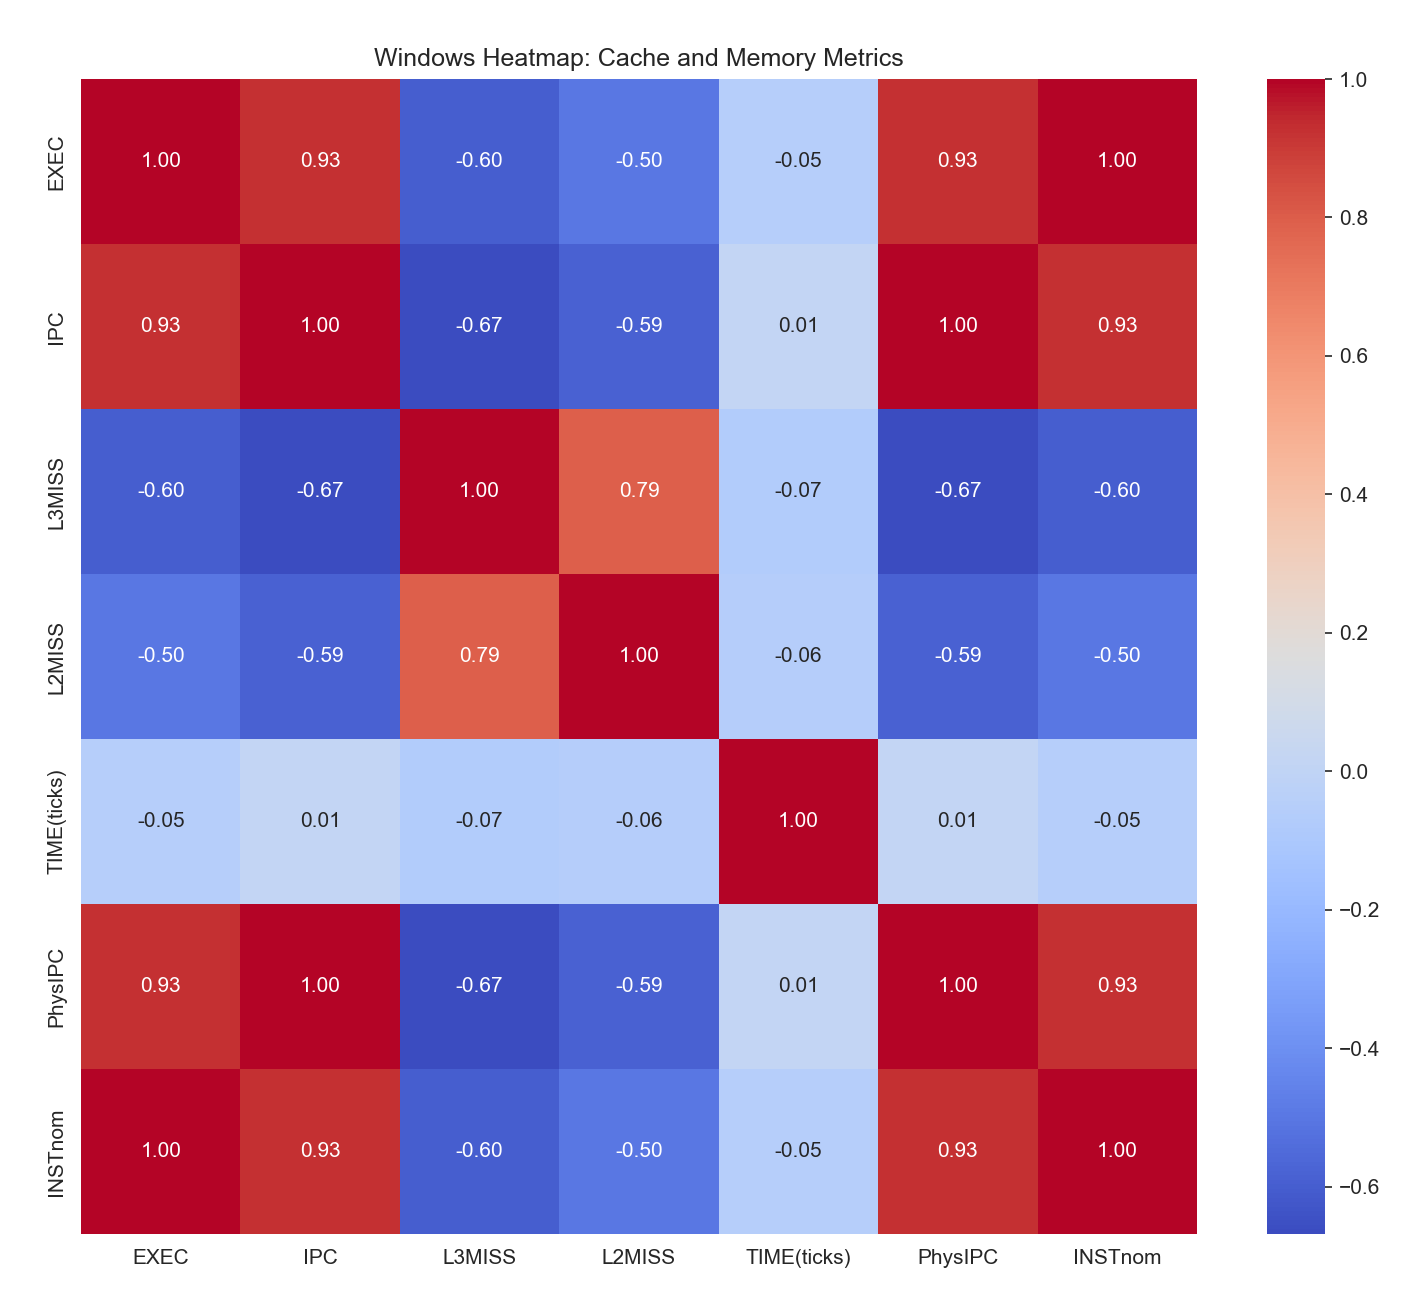 Windows Heatmap: Cache and Memory Metrics
EXEC 1.00 0.93 -0.60 -0.50 -0.05 0.93 1.00
IPC 0.93 1.00 -0.67 -0.59 0.01 1.00 0.93
L3MISS -0.60 -0.67 1.00 0.79 -0.07 -0.67 -0.60
L2MISS -0.50 -0.59 0.79 1.00 -0.06 -0.59 -0.50
TIME(ticks) -0.05 0.01 -0.07 -0.06 1.00 0.01 -0.05
PhysIPC 0.93 1.00 -0.67 -0.59 0.01 1.00 0.93
INSTnom 1.00 0.93 -0.60 -0.50 -0.05 0.93 1.00
EXEC IPC L3MISS L2MISS TIME(ticks) PhysIPC INSTnom
1.0
0.8
0.6
0.4
0.2
0.0
−0.2
−0.4
−0.6